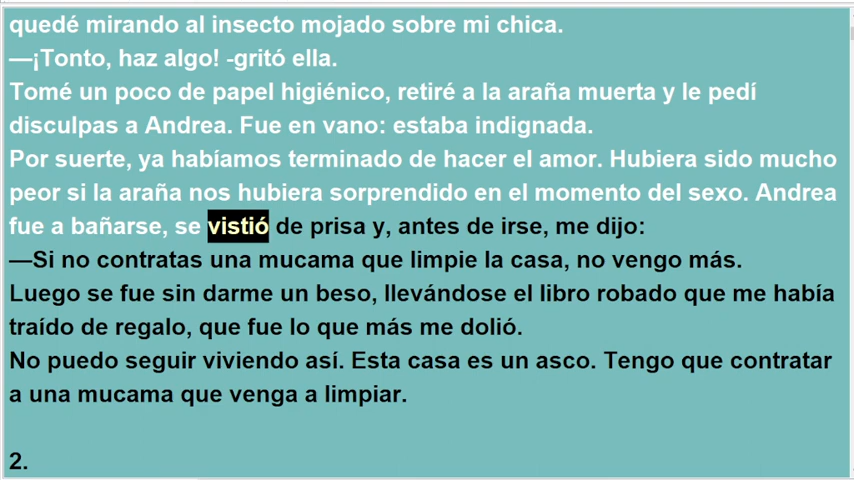 quedé mirando al insecto mojado sobre mi chica.
—¡Tonto, haz algo! -gritó ella.
Tomé un poco de papel higiénico, retiré a la araña muerta y le pedí
disculpas a Andrea. Fue en vano: estaba indignada.
Por suerte, ya habíamos terminado de hacer el amor. Hubiera sido mucho
peor si la araña nos hubiera sorprendido en el momento del sexo. Andrea
fue a bañarse, se vistió de prisa y, antes de irse, me dijo:
—Si no contratas una mucama que limpie la casa, no vengo más.
Luego se fue sin darme un beso, llevándose el libro robado que me había
traído de regalo, que fue lo que más me dolió.
No puedo seguir viviendo así. Esta casa es un asco. Tengo que contratar
a una mucama que venga a limpiar.
2.